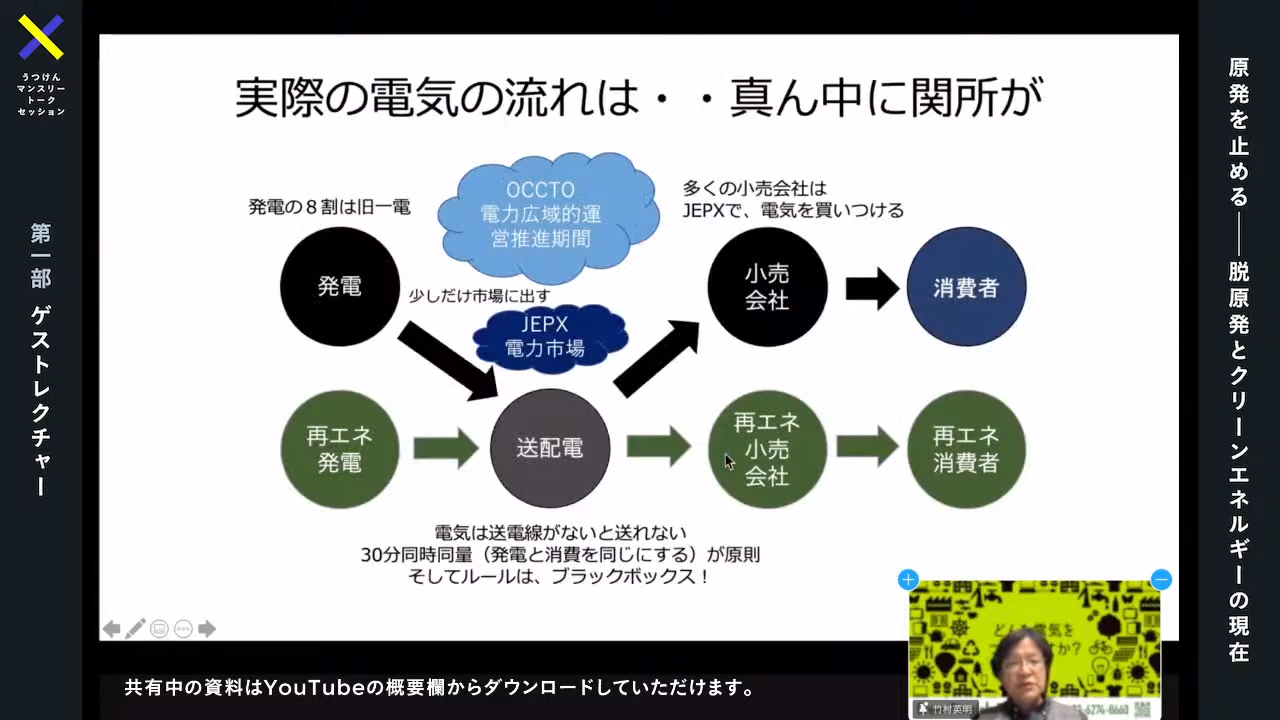 うつけん
マンスリー
トーク
セッション
第一部 ゲストレクチャー
実際の電気の流れは・・真ん中に関所が
発電の８割は旧一電
OCCTO
電力広域的運
営推進期間
多くの小売会社は
JEPXで、電気を買いつける
発電
少しだけ市場に出す
JEPX
電力市場
小売
会社
消費者
再エネ
発電
送配電
再エネ
小売
会社
再エネ
消費者
電気は送電線がないと送れない
30分同時同量（発電と消費を同じにする）が原則
そしてルールは、ブラックボックス！
どんな電気を
竹村英明
共有中の資料はYouTubeの概要欄からダウンロードしていただけます。
原発を止める——脱原発とクリーンエネルギーの現在